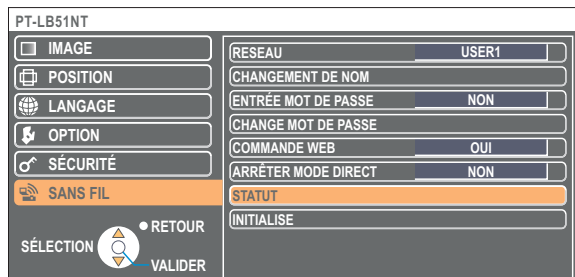 PT-LB51NT
IMAGE
POSITION
LANGAGE
OPTION
SÉCURITÉ
SANS FIL
RETOUR
SÉLECTION
VALIDER
RESEAU USER1
CHANGEMENT DE NOM
ENTRÉE MOT DE PASSE NON
CHANGE MOT DE PASSE
COMMANDE WEB OUI
ARRÊTER MODE DIRECT NON
STATUT
INITIALISE